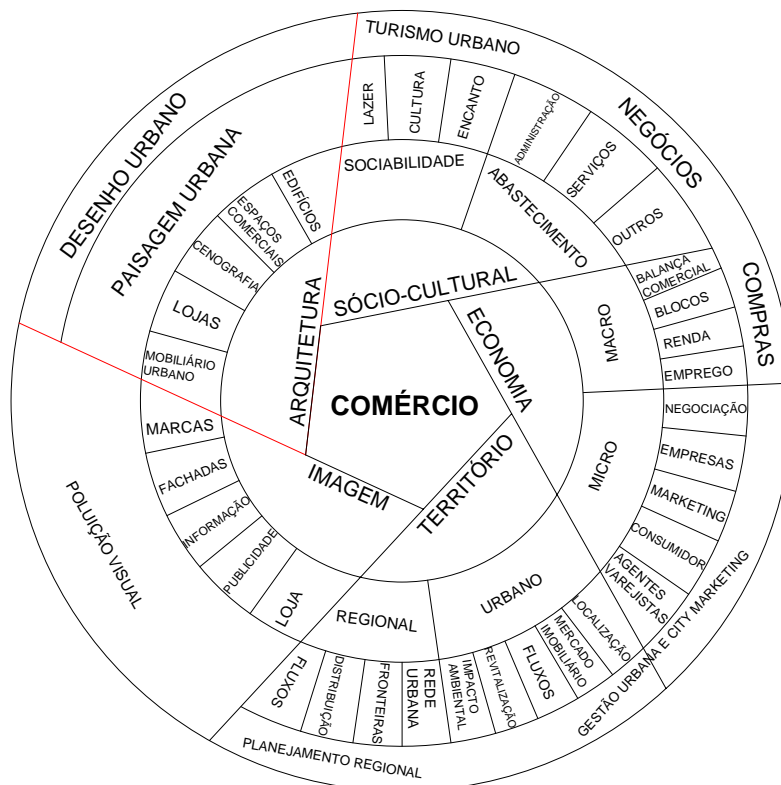 TURISMO URBANO
NEGÓCIOS
COMPRAS
DESENHO URBANO
PAISAGEM URBANA
LAZER
CULTURA
ENCANTO
ADMINISTRAÇÃO
SERVIÇOS
OUTROS
SOCIABILIDADE
ABASTECIMENTO
EDIFÍCIOS
ESPAÇOS
COMERCIAIS
CENOGRAFIA
LOJAS
MOBILIÁRIO
URBANO
ARQUITETURA
SÓCIO-CULTURAL
ECONOMIA
MACRO
BALANÇA
COMERCIAL
BLOCOS
RENDA
EMPREGO
COMÉRCIO
MICRO
NEGOCIAÇÃO
EMPRESAS
MARKETING
CONSUMIDOR
AGENTES
VAREJISTAS
IMAGEM
MARCAS
FACHADAS
INFORMAÇÃO
PUBLICIDADE
LOJA
POLUIÇÃO VISUAL
TERRITÓRIO
REGIONAL
URBANO
FLUXOS
DISTRIBUIÇÃO
FRONTEIRAS
REDE
URBANA
IMPACTO
AMBIENTAL
REVITALIZAÇÃO
FLUXOS
MERCADO
IMOBILIÁRIO
LOCALIZAÇÃO
PLANEJAMENTO REGIONAL
GESTÃO URBANA E CITY MARKETING